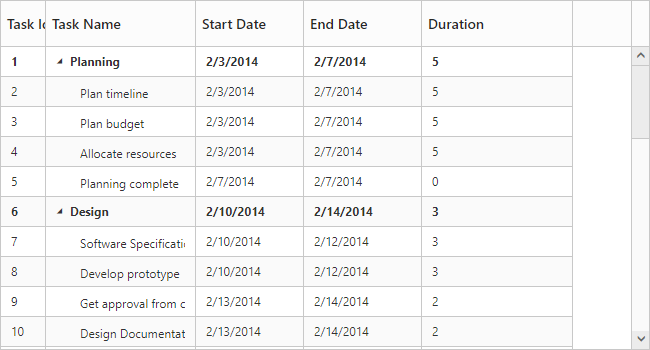 Task Id Task Name Start Date End Date Duration
1 Planning 2/3/2014 2/7/2014 5
2 Plan timeline 2/3/2014 2/7/2014 5
3 Plan budget 2/3/2014 2/7/2014 5
4 Allocate resources 2/3/2014 2/7/2014 5
5 Planning complete 2/7/2014 2/7/2014 0
6 Design 2/10/2014 2/14/2014 3
7 Software Specificati 2/10/2014 2/12/2014 3
8 Develop prototype 2/10/2014 2/12/2014 3
9 Get approval from c 2/13/2014 2/14/2014 2
10 Design Documentat 2/13/2014 2/14/2014 2